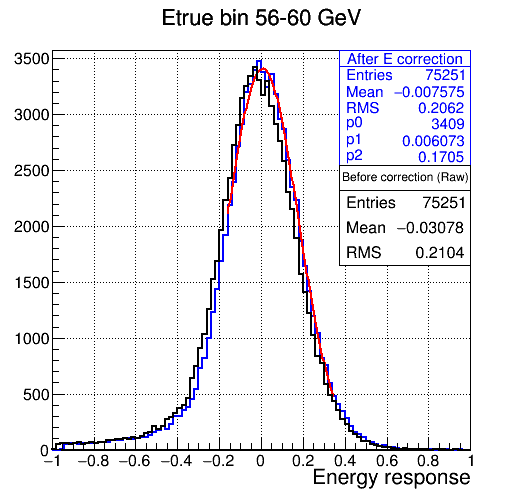 Etrue bin 56-60 GeV
After E correction
Entries 75251
Mean −0.007575
RMS 0.2062
p0 3409
p1 0.006073
p2 0.1705
Before correction (Raw)
Entries 75251
Mean −0.03078
RMS 0.2104
3500
3000
2500
2000
1500
1000
500
0
−1 −0.8 −0.6 −0.4 −0.2 0 0.2 0.4 0.6 0.8 1
Energy response